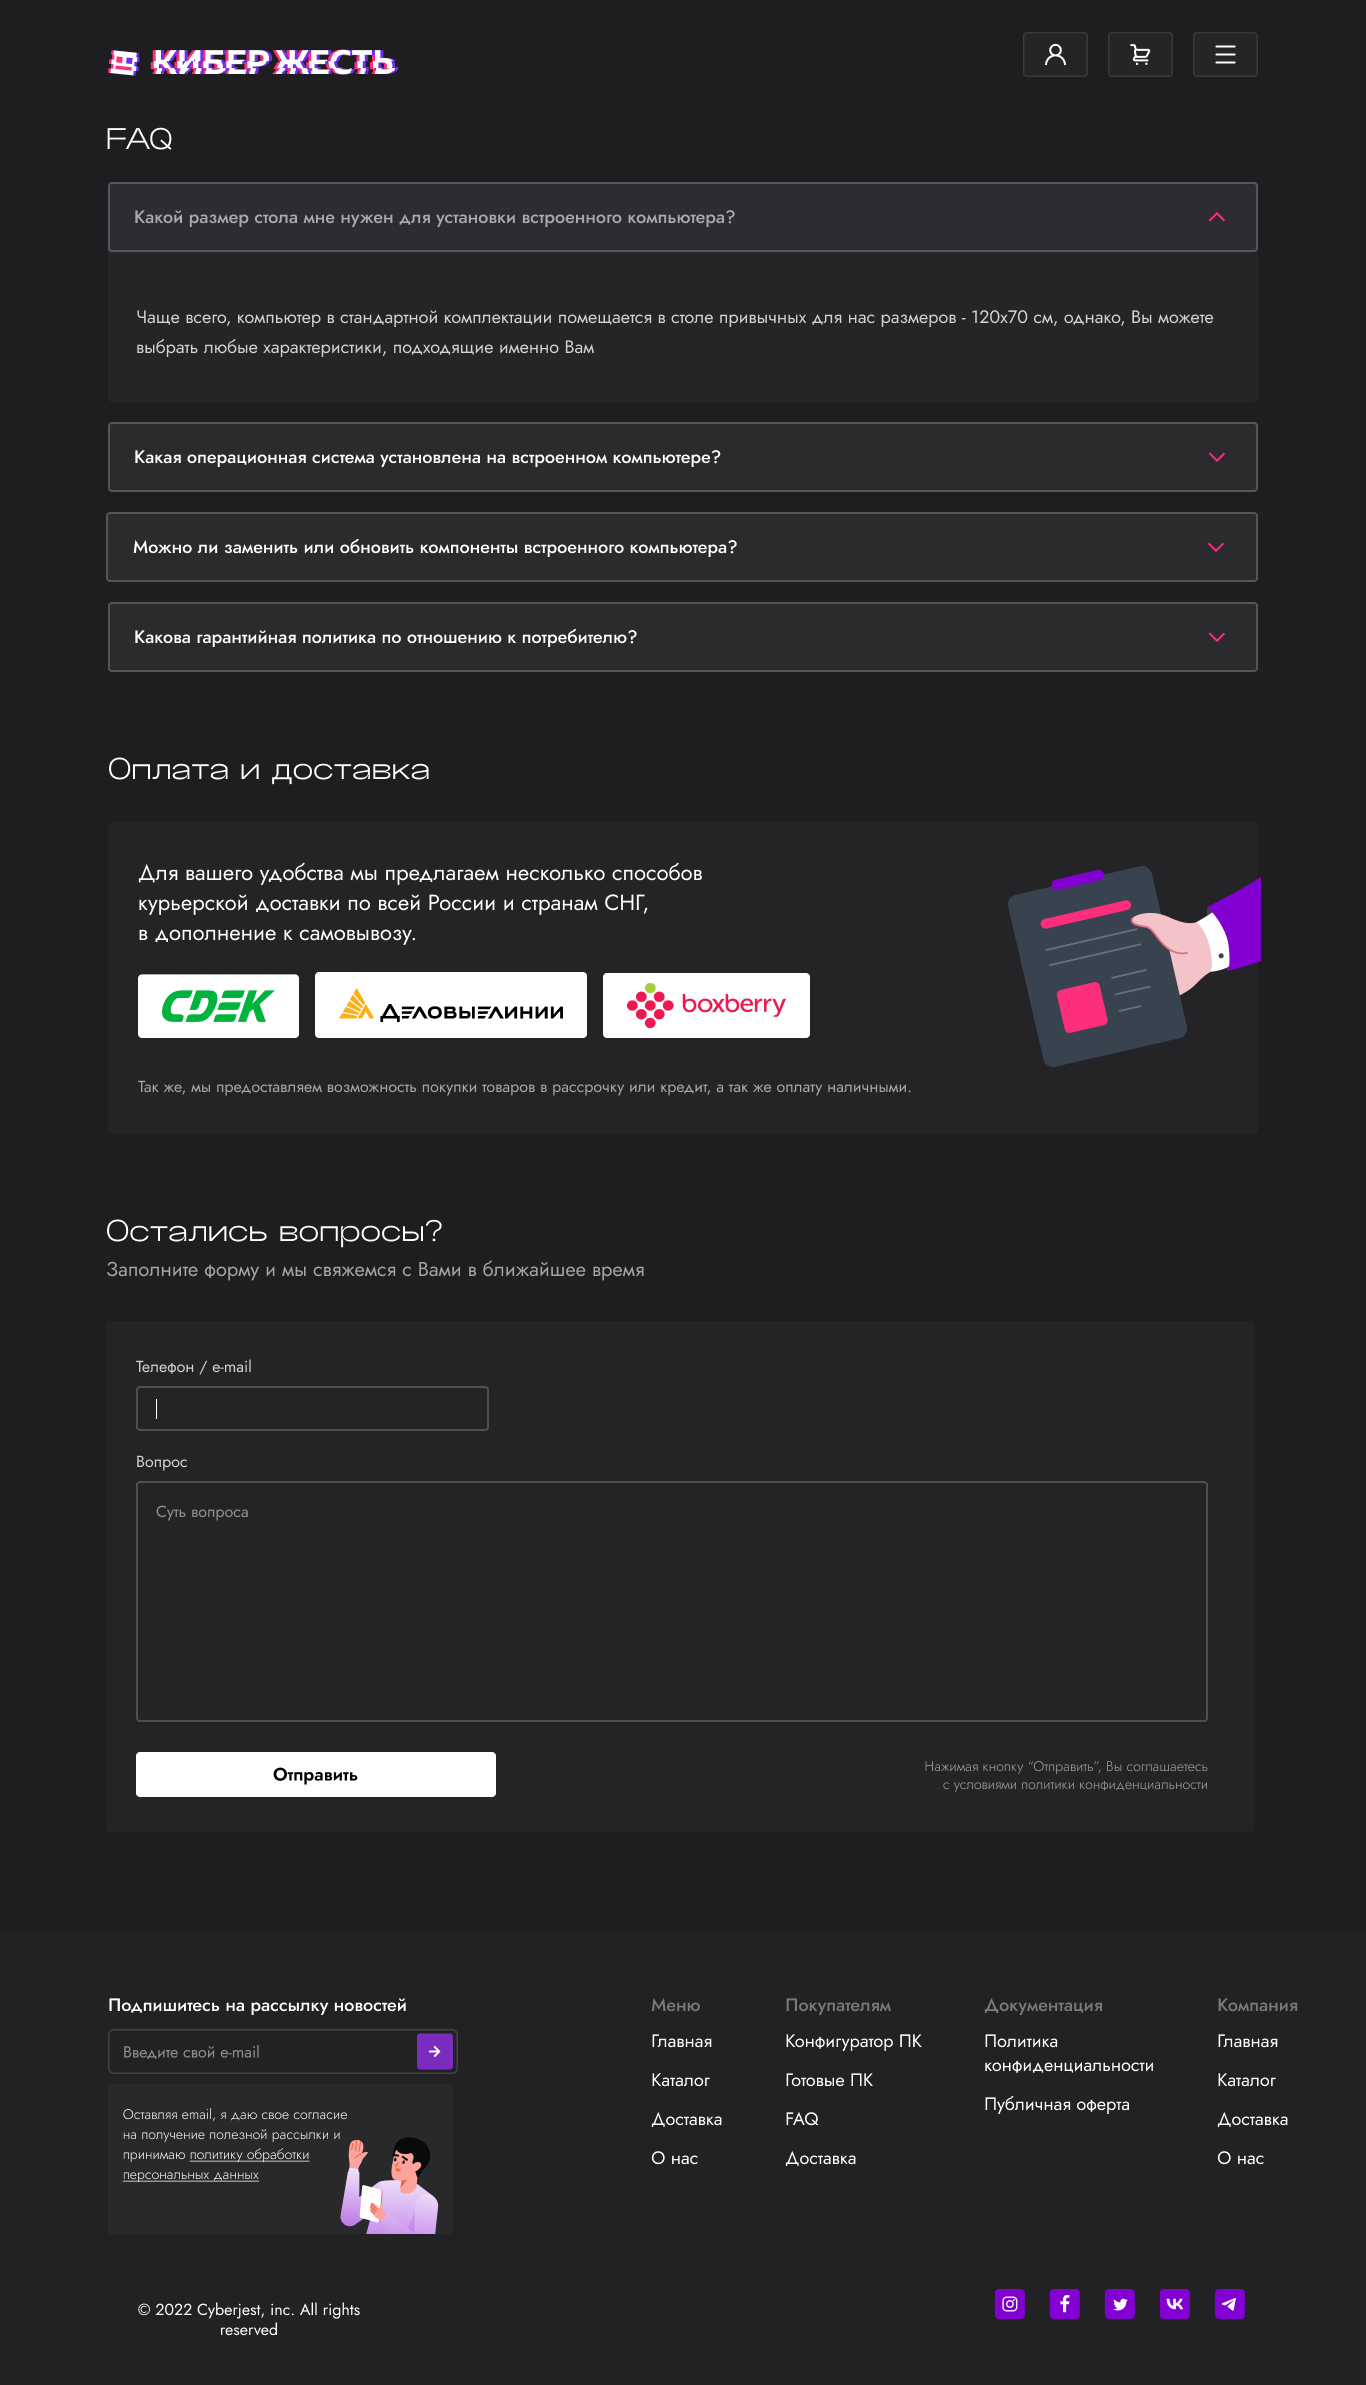 КИБЕР ЖЕСТЬ
FAQ
Какой размер стола мне нужен для установки встроенного компьютера?
Чаще всего, компьютер в стандартной комплектации помещается в столе привычных для нас размеров - 120х70 см, однако, Вы можете
выбрать любые характеристики, подходящие именно Вам
Какая операционная система установлена на встроенном компьютере?
Можно ли заменить или обновить компоненты встроенного компьютера?
Какова гарантийная политика по отношению к потребителю?
Оплата и доставка
Для вашего удобства мы предлагаем несколько способов
курьерской доставки по всей России и странам СНГ,
в дополнение к самовывозу.
CDEK
ДЕЛОВЫЕ ЛИНИИ
boxberry
Так же, мы предоставляем возможность покупки товаров в рассрочку или кредит, а так же оплату наличными.
Остались вопросы?
Заполните форму и мы свяжемся с Вами в ближайшее время
Телефон / e-mail
Вопрос
Суть вопроса
Отправить
Нажимая кнопку “Отправить”, Вы соглашаетесь
с условиями политики конфиденциальности
Подпишитесь на рассылку новостей
Введите свой e-mail
Оставляя email, я даю свое согласие
на получение полезной рассылки и
принимаю политику обработки
персональных данных
Меню
Главная
Каталог
Доставка
О нас
Покупателям
Конфигуратор ПК
Готовые ПК
FAQ
Доставка
Документация
Политика
конфиденциальности
Публичная оферта
Компания
Главная
Каталог
Доставка
О нас
© 2022 Cyberjest, inc. All rights
reserved